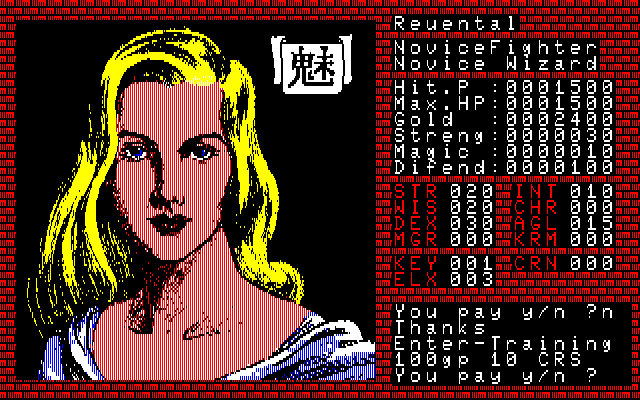 魅
Reuental
NoviceFighter
Novice Wizard
Hit.P :0001500
Max.HP:0001500
Gold :0002400
Streng:0000030
Magic :0000010
Difend:0000100
STR 020 INT 010
WIS 020 CHR 000
DEX 030 AGL 015
MGR 000 KRM 000
KEY 001 CRN 000
ELX 003
You pay y/n ?n
Thanks
Enter-Training
100gp 10 CRS
You pay y/n ?